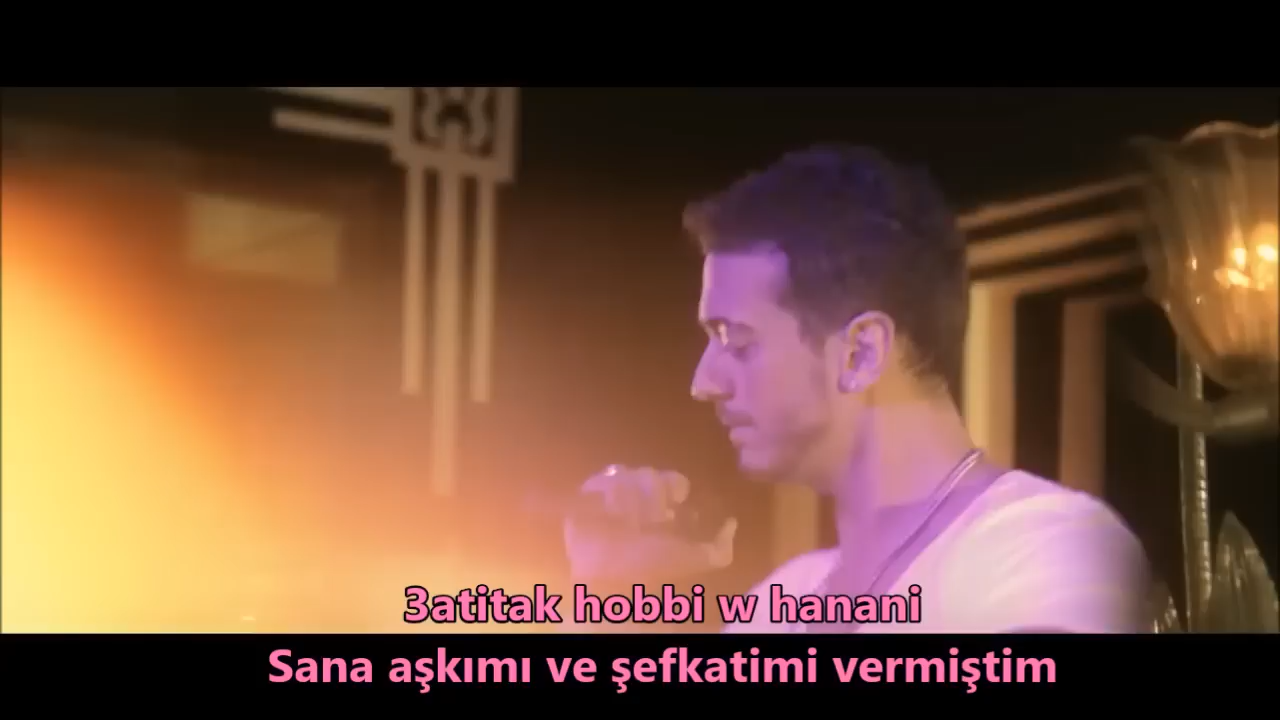 3atitak hobbi w hanani
Sana aşkımı ve şefkatimi vermiştim